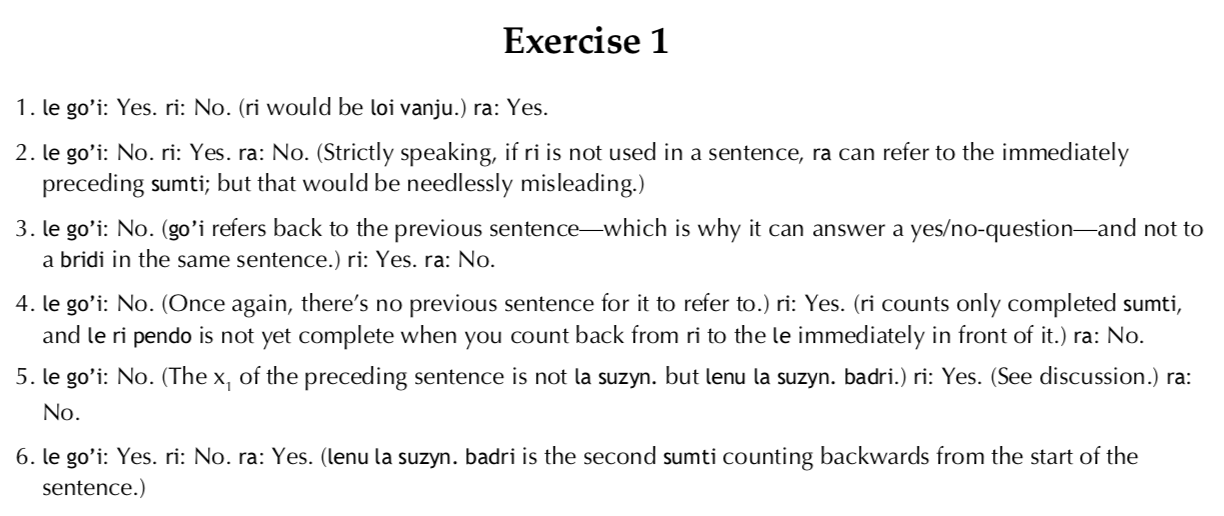 Exercise 1
1. le go’i: Yes. ri: No. (ri would be loi vanju.) ra: Yes.
2. le go’i: No. ri: Yes. ra: No. (Strictly speaking, if ri is not used in a sentence, ra can refer to the immediately
preceding sumti; but that would be needlessly misleading.)
3. le go’i: No. (go’i refers back to the previous sentence—which is why it can answer a yes/no-question—and not to
a bridi in the same sentence.) ri: Yes. ra: No.
4. le go’i: No. (Once again, there’s no previous sentence for it to refer to.) ri: Yes. (ri counts only completed sumti,
and le ri pendo is not yet complete when you count back from ri to the le immediately in front of it.) ra: No.
5. le go’i: No. (The x₁ of the preceding sentence is not la suzyn. but lenu la suzyn. badri.) ri: Yes. (See discussion.) ra:
No.
6. le go’i: Yes. ri: No. ra: Yes. (lenu la suzyn. badri is the second sumti counting backwards from the start of the
sentence.)